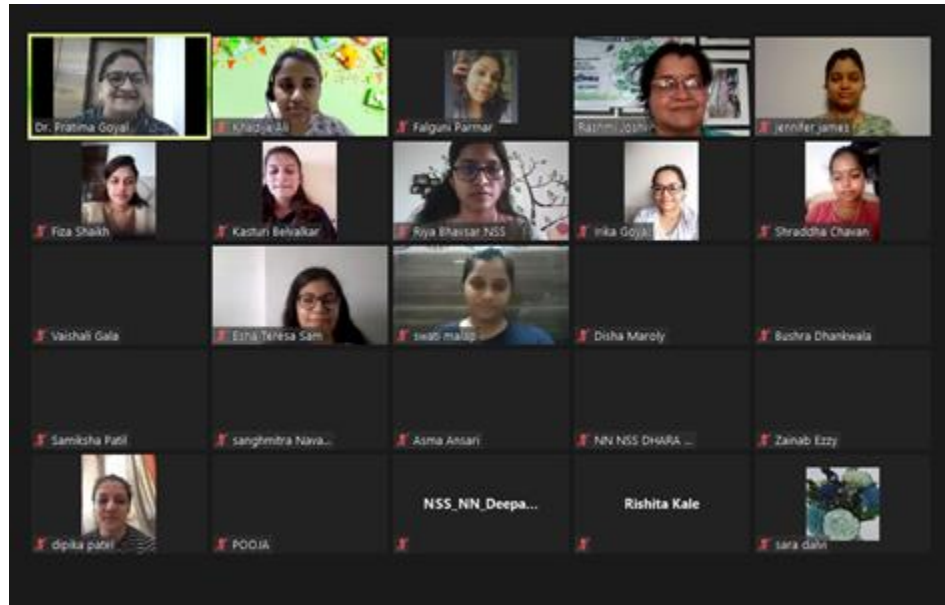 Dr. Pratima Goyal
Khadija Ali
Falguni Parmar
Rashmi Joshi
jennifer james
Fiza Shaikh
Kasturi Belvalkar
Riya Bhavsar NSS
Irika Goyal
Shraddha Chavan
Vaishali Gala
Esha Teresa Sam
swati malap
Disha Maroly
Bushra Dhankwala
Samiksha Patil
sanghmitra Nava...
Asma Ansari
NN NSS DHARA ...
Zainab Ezzy
dipika patel
POOJA
NSS_NN_Deepa...
Rishita Kale
sara dalvi